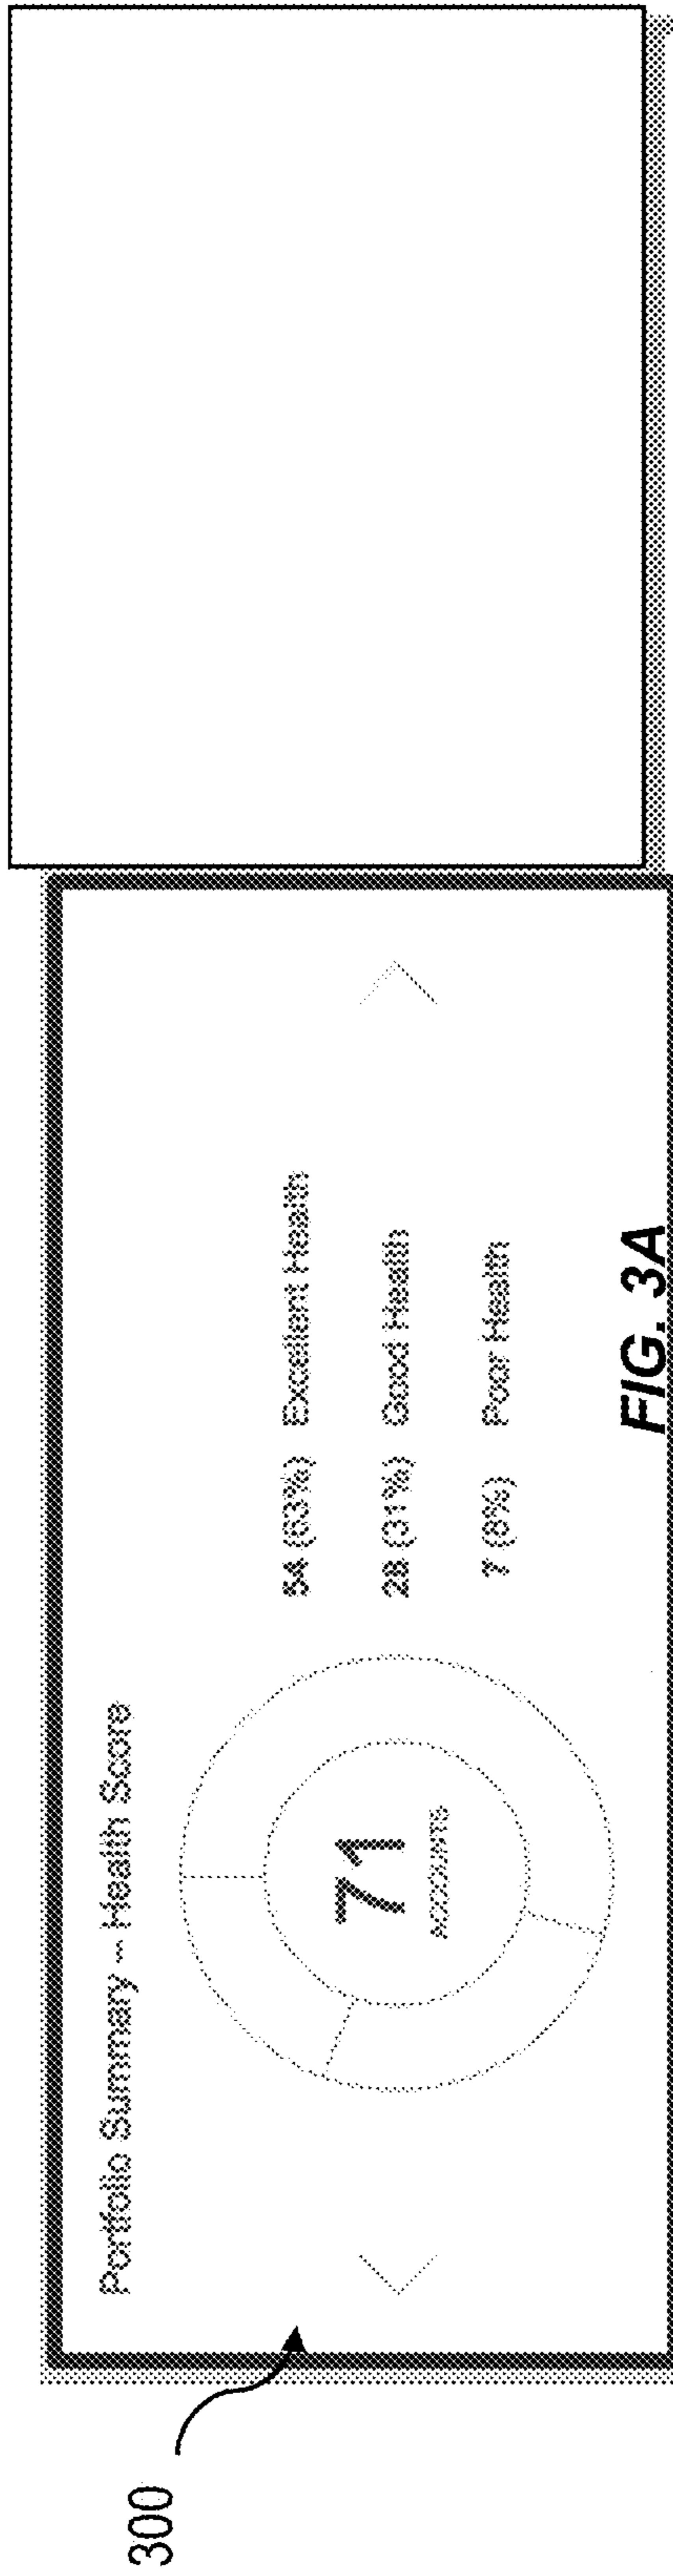 300
Portfolio Summary – Health Score
71
ACCOUNTS
54 (63%) Excellent Health
28 (31%) Good Health
7 (8%) Poor Health
FIG. 3A